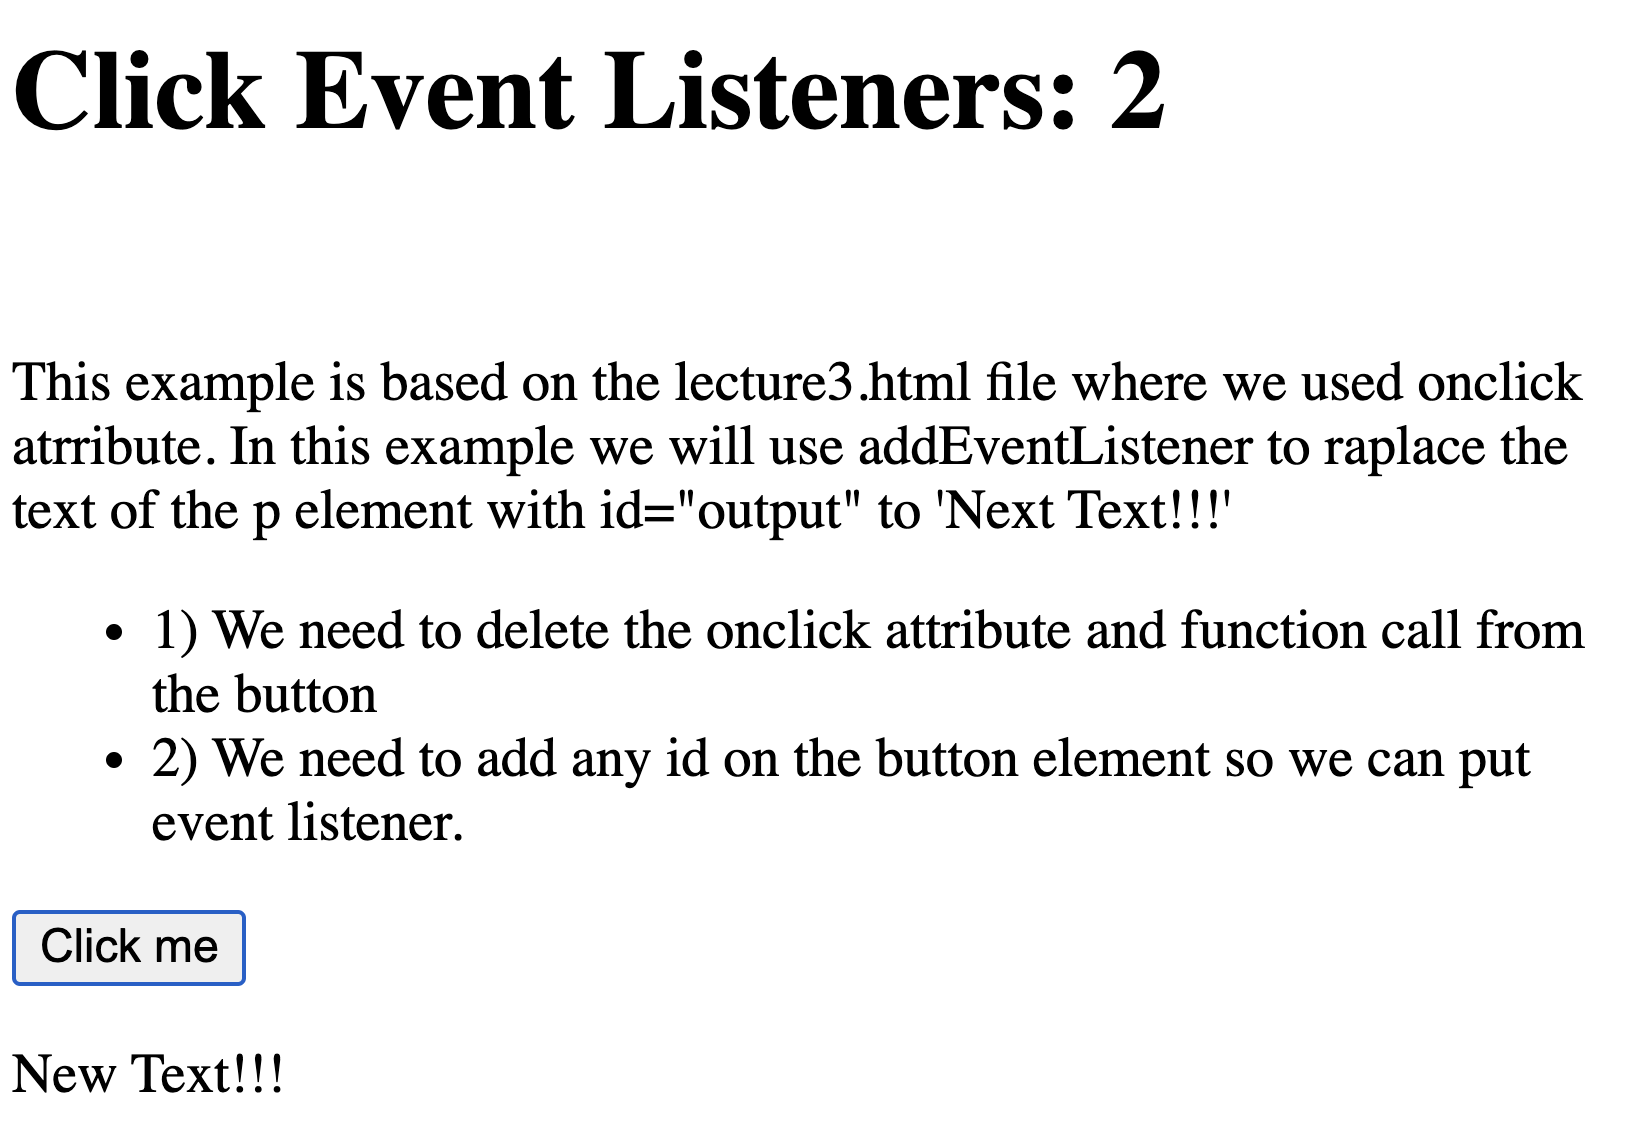 Click Event Listeners: 2
This example is based on the lecture3.html file where we used onclick
atrribute. In this example we will use addEventListener to raplace the
text of the p element with id="output" to 'Next Text!!!'
• 1) We need to delete the onclick attribute and function call from
the button
• 2) We need to add any id on the button element so we can put
event listener.
Click me
New Text!!!